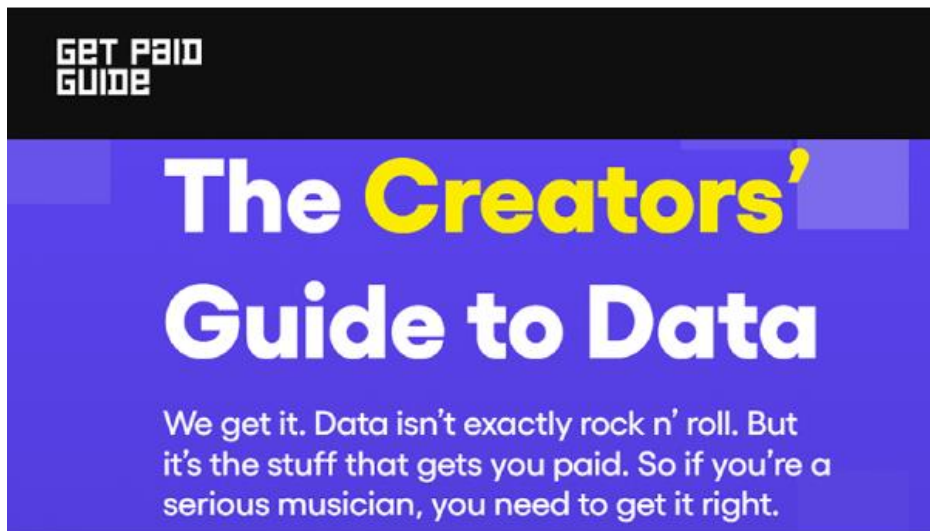 GET PAID
GUIDE
The Creators’
Guide to Data
We get it. Data isn’t exactly rock n’ roll. But
it’s the stuff that gets you paid. So if you’re a
serious musician, you need to get it right.